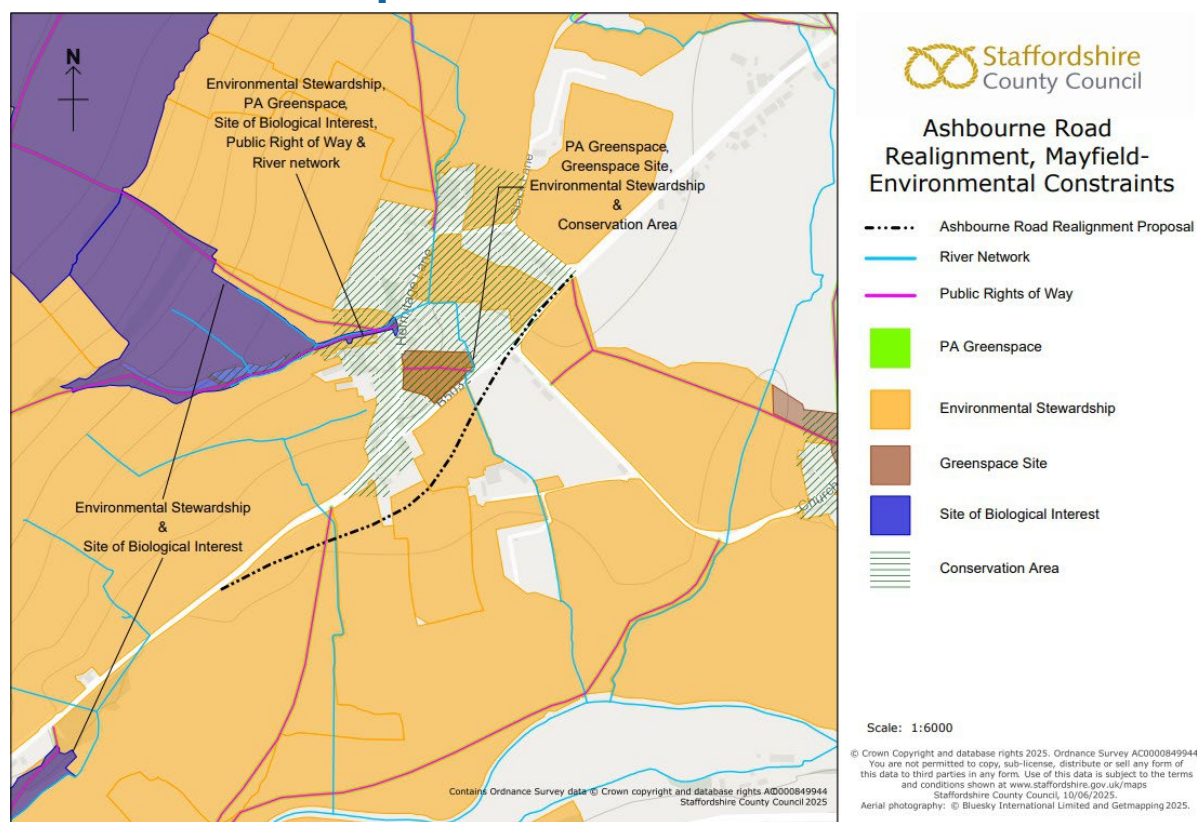 N
Environmental Stewardship,
PA Greenspace,
Site of Biological Interest,
Public Right of Way &
River network
PA Greenspace,
Greenspace Site,
Environmental Stewardship
&
Conservation Area
Hermitage Lane
Slack Lane
B5032
Church
Environmental Stewardship
&
Site of Biological Interest
Contains Ordnance Survey data © Crown copyright and database rights AC0000849944
Staffordshire County Council 2025
Staffordshire
County Council
Ashbourne Road
Realignment, Mayfield-
Environmental Constraints
Ashbourne Road Realignment Proposal
River Network
Public Rights of Way
PA Greenspace
Environmental Stewardship
Greenspace Site
Site of Biological Interest
Conservation Area
Scale: 1:6000
© Crown Copyright and database rights 2025. Ordnance Survey AC0000849944
You are not permitted to copy, sub-license, distribute or sell any form of
this data to third parties in any form. Use of this data is subject to the terms
and conditions shown at www.staffordshire.gov.uk/maps
Staffordshire County Council, 10/06/2025.
Aerial photography: © Bluesky International Limited and Getmapping 2025.